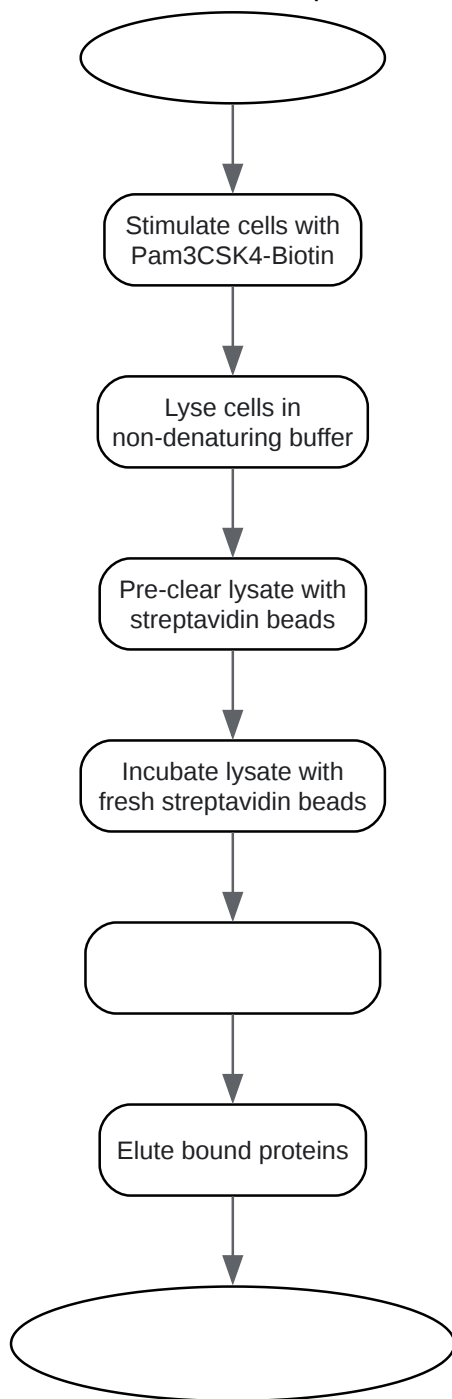 Stimulate cells with
Pam3CSK4-Biotin
Lyse cells in
non-denaturing buffer
Pre-clear lysate with
streptavidin beads
Incubate lysate with
fresh streptavidin beads
Elute bound proteins